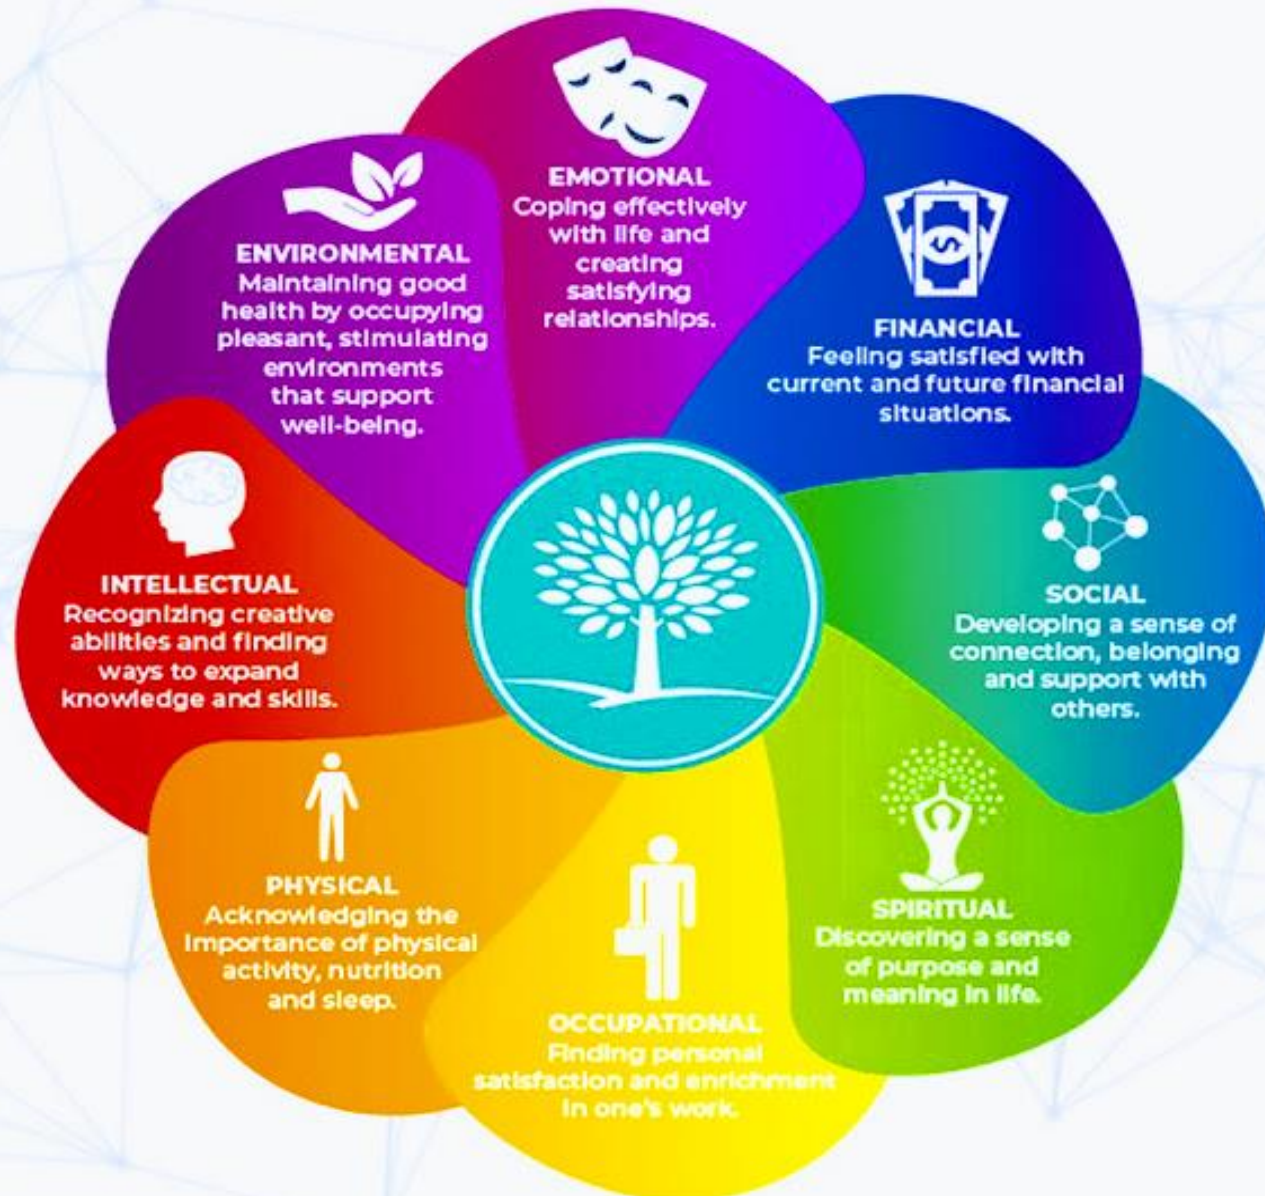 EMOTIONAL
Coping effectively
with life and
creating
satisfying
relationships.
FINANCIAL
Feeling satisfied with
current and future financial
situations.
SOCIAL
Developing a sense of
connection, belonging
and support with
others.
SPIRITUAL
Discovering a sense
of purpose and
meaning in life.
OCCUPATIONAL
Finding personal
satisfaction and enrichment
in one's work.
PHYSICAL
Acknowledging the
importance of physical
activity, nutrition
and sleep.
INTELLECTUAL
Recognizing creative
abilities and finding
ways to expand
knowledge and skills.
ENVIRONMENTAL
Maintaining good
health by occupying
pleasant, stimulating
environments
that support
well-being.